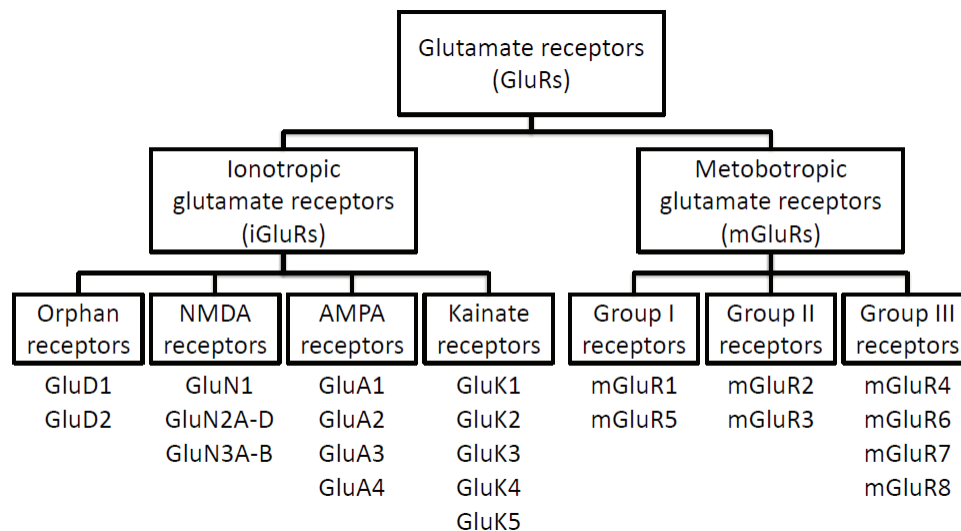 Glutamate receptors
(GluRs)
Ionotropic
glutamate receptors
(iGluRs)
Metobotropic
glutamate receptors
(mGluRs)
Orphan
receptors
NMDA
receptors
AMPA
receptors
Kainate
receptors
Group I
receptors
Group II
receptors
Group III
receptors
GluD1
GluD2
GluN1
GluN2A-D
GluN3A-B
GluA1
GluA2
GluA3
GluA4
GluK1
GluK2
GluK3
GluK4
GluK5
mGluR1
mGluR5
mGluR2
mGluR3
mGluR4
mGluR6
mGluR7
mGluR8